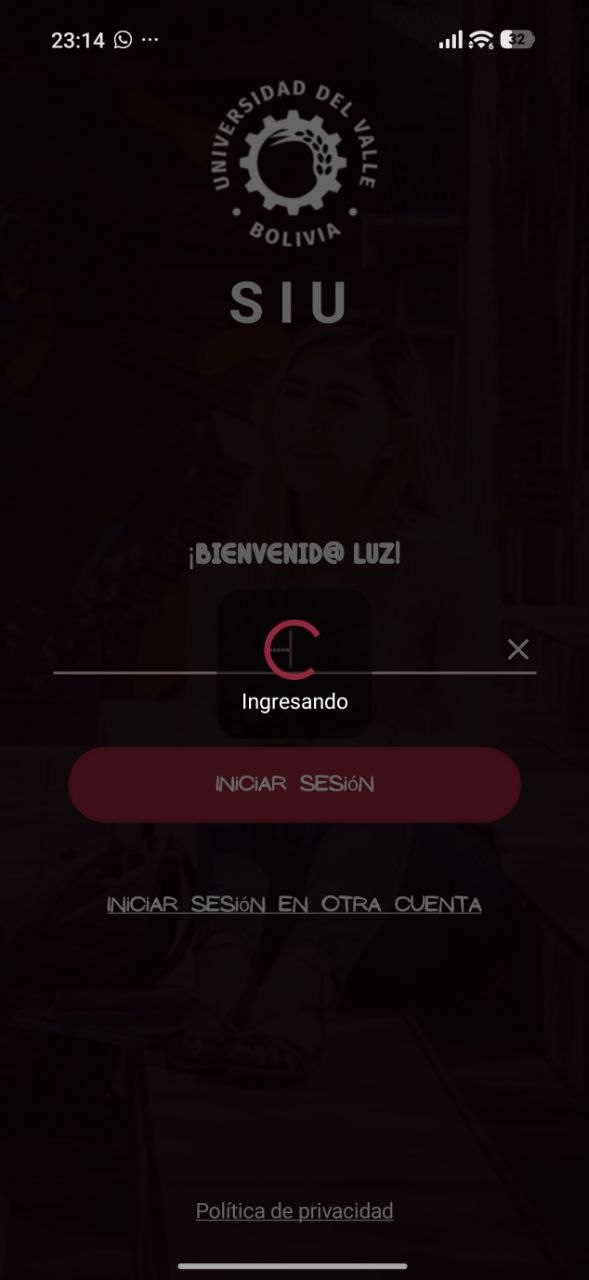 23:14 ···
32
UNIVERSIDAD DEL VALLE
• BOLIVIA •
SIU
¡BIENVENID@ LUZ!
Ingresando
INiCiAR SESióN
INiCiAR SESióN EN OTRA CUENTA
Política de privacidad